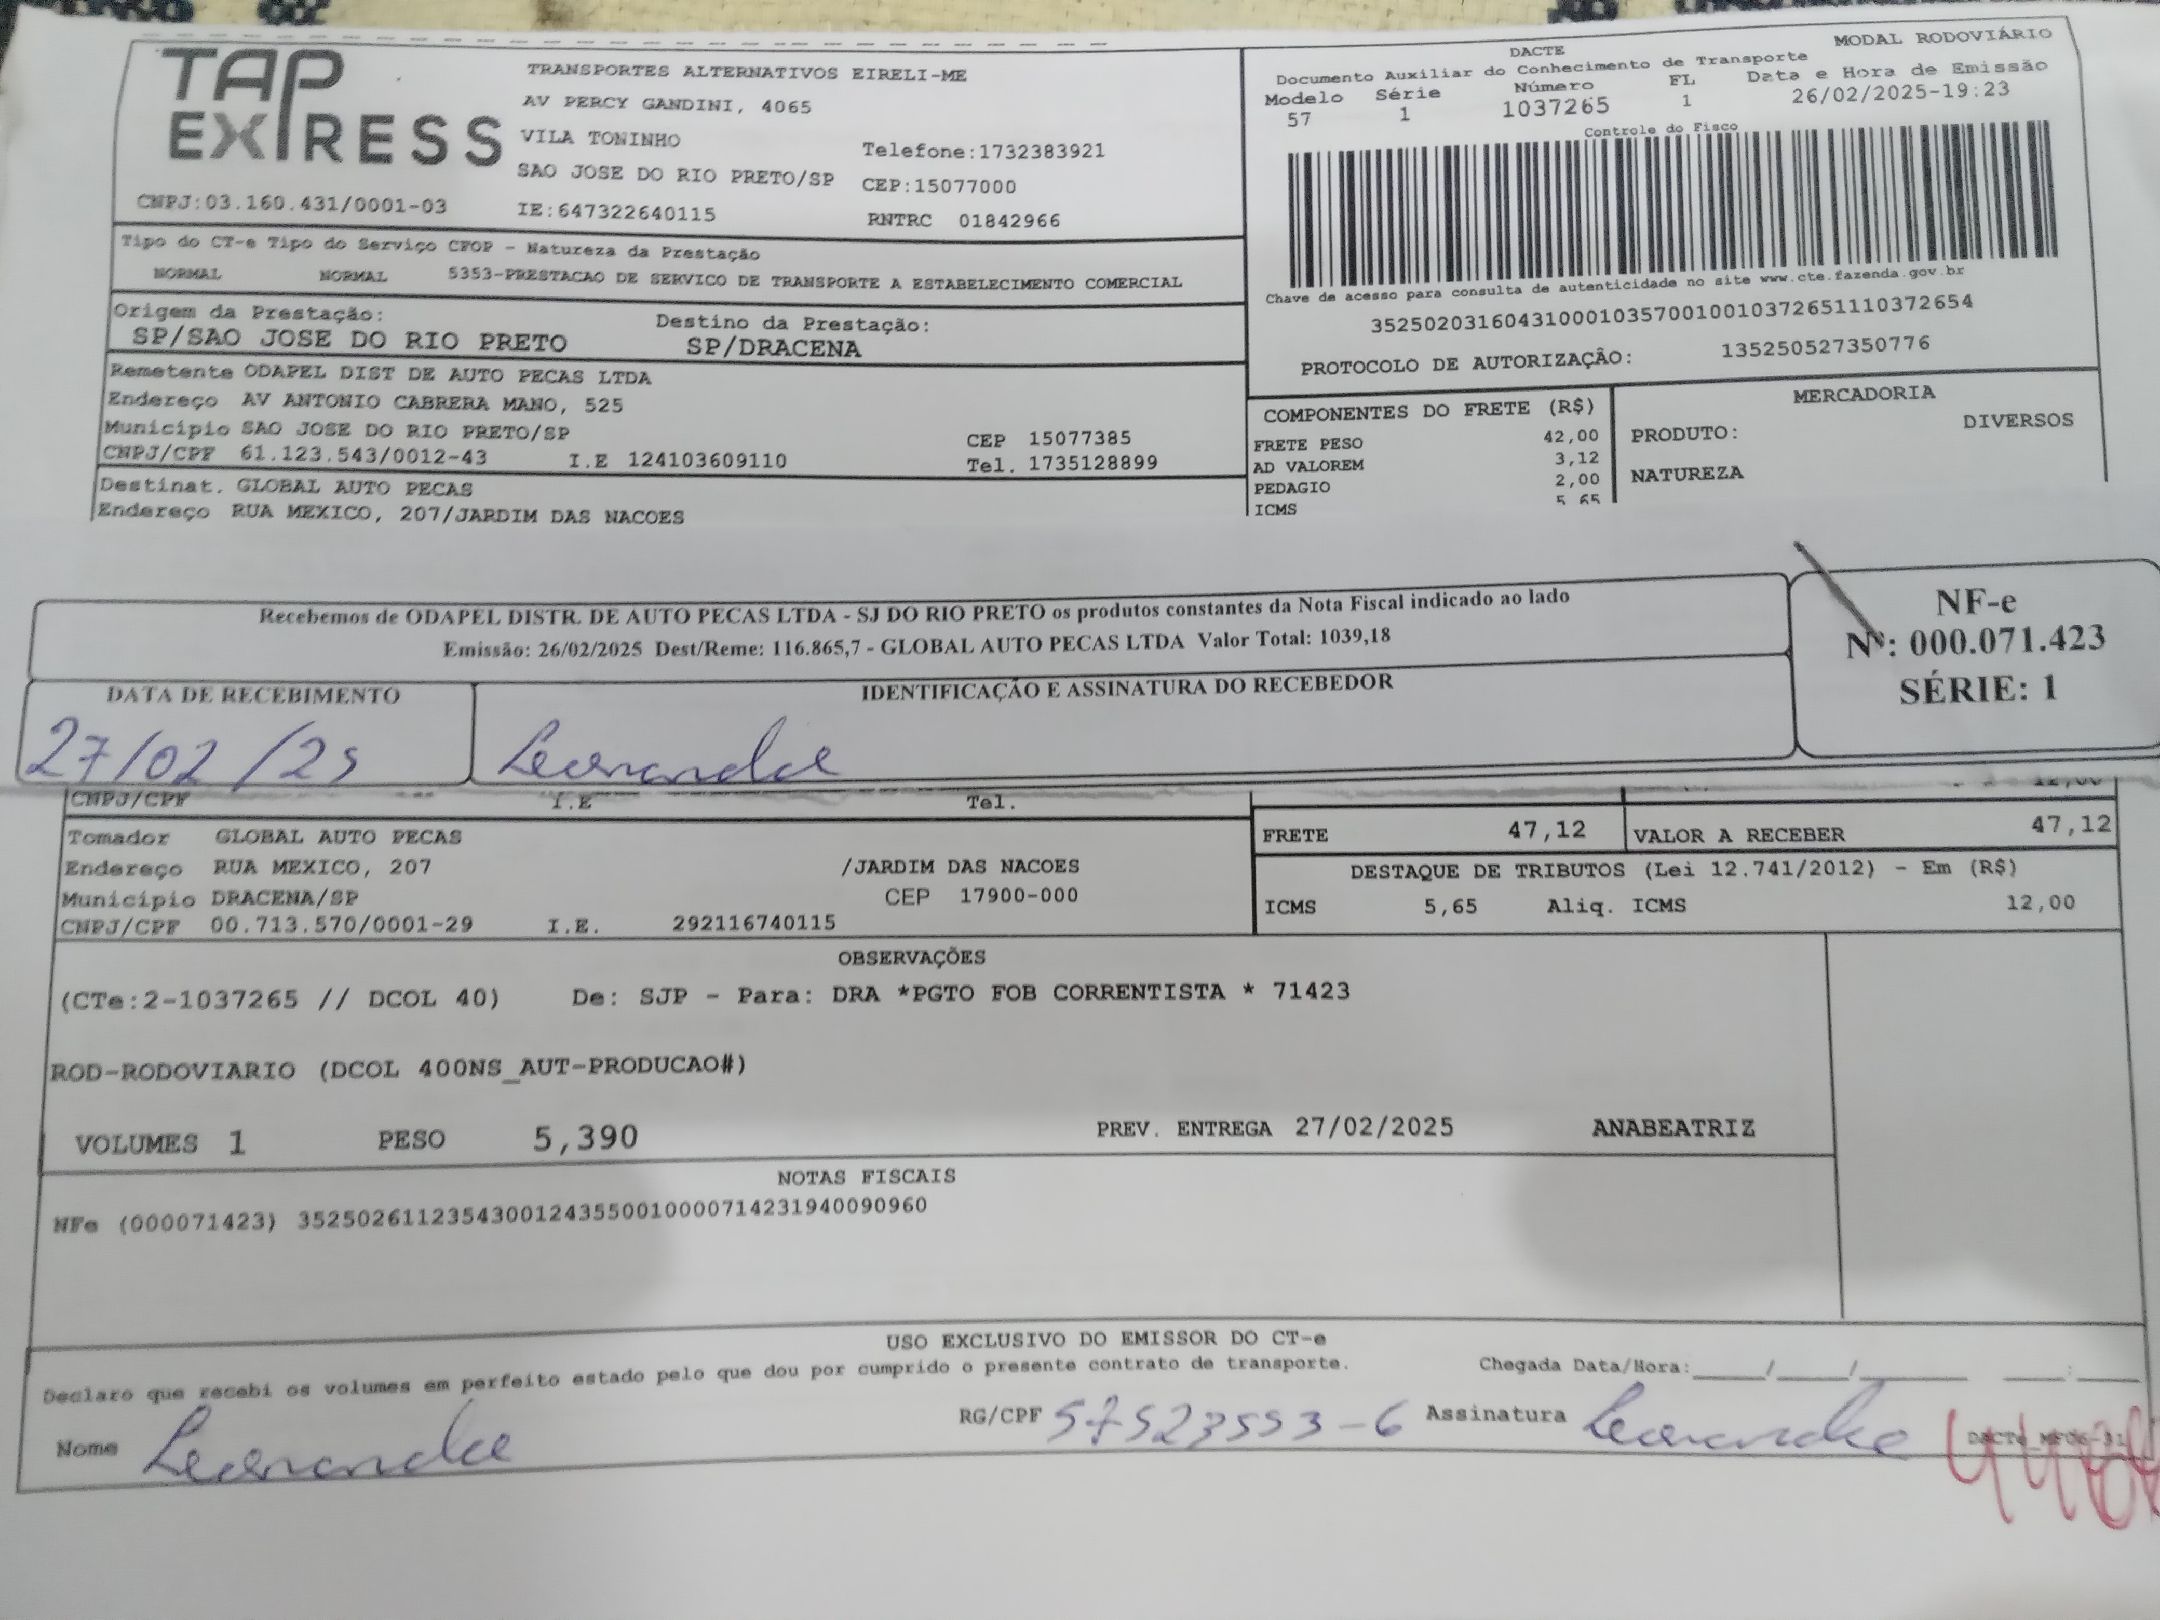 TAP
EXPRESS
CNPJ:03.160.431/0001-03
TRANSPORTES ALTERNATIVOS EIRELI-ME
AV PERCY GANDINI, 4065
VILA TONINHO
Telefone:1732383921
SAO JOSE DO RIO PRETO/SP CEP:15077000
IE:647322640115 RNTRC 01842966
DACTE MODAL RODOVIÁRIO
Documento Auxiliar do Conhecimento de Transporte
Modelo Série Número FL Data e Hora de Emissão
57 1 1037265 1 26/02/2025-19:23
Controle do Fisco
Chave de acesso para consulta de autenticidade no site www.cte.fazenda.gov.br
35250203160431000103570010010372651110372654
PROTOCOLO DE AUTORIZAÇÃO: 135250527350776
Tipo do CT-e Tipo do Serviço CFOP - Natureza da Prestação
NORMAL NORMAL 5353-PRESTACAO DE SERVICO DE TRANSPORTE A ESTABELECIMENTO COMERCIAL
Origem da Prestação: Destino da Prestação:
SP/SAO JOSE DO RIO PRETO SP/DRACENA
Remetente ODAPEL DIST DE AUTO PECAS LTDA
Endereço AV ANTONIO CABRERA MANO, 525
Município SAO JOSE DO RIO PRETO/SP CEP 15077385
CNPJ/CPF 61.123.543/0012-43 I.E 124103609110 Tel. 1735128899
Destinat. GLOBAL AUTO PECAS
Endereço RUA MEXICO, 207/JARDIM DAS NACOES
COMPONENTES DO FRETE (R$)
FRETE PESO 42,00
AD VALOREM 3,12
PEDAGIO 2,00
ICMS 5,65
MERCADORIA
PRODUTO: DIVERSOS
NATUREZA
Recebemos de ODAPEL DISTR. DE AUTO PECAS LTDA - SJ DO RIO PRETO os produtos constantes da Nota Fiscal indicado ao lado
Emissão: 26/02/2025 Dest/Reme: 116.865,7 - GLOBAL AUTO PECAS LTDA Valor Total: 1039,18
NF-e
Nº: 000.071.423
SÉRIE: 1
DATA DE RECEBIMENTO
27/02/25
IDENTIFICAÇÃO E ASSINATURA DO RECEBEDOR
CNPJ/CPF I.E Tel. 12,00
Tomador GLOBAL AUTO PECAS
Endereço RUA MEXICO, 207 /JARDIM DAS NACOES
Município DRACENA/SP CEP 17900-000
CNPJ/CPF 00.713.570/0001-29 I.E. 292116740115
FRETE 47,12 VALOR A RECEBER 47,12
DESTAQUE DE TRIBUTOS (Lei 12.741/2012) - Em (R$)
ICMS 5,65 Aliq. ICMS 12,00
OBSERVAÇÕES
(CTe:2-1037265 // DCOL 40) De: SJP - Para: DRA *PGTO FOB CORRENTISTA * 71423
ROD-RODOVIARIO (DCOL 400NS_AUT-PRODUCAO#)
VOLUMES 1 PESO 5,390 PREV. ENTREGA 27/02/2025 ANABEATRIZ
NOTAS FISCAIS
NFe (000071423) 35250261123543001243550010000714231940090960
USO EXCLUSIVO DO EMISSOR DO CT-e
Declaro que recebi os volumes em perfeito estado pelo que dou por cumprido o presente contrato de transporte. Chegada Data/Hora:____/____/______ ____:____
Nome RG/CPF 57523553-6 Assinatura